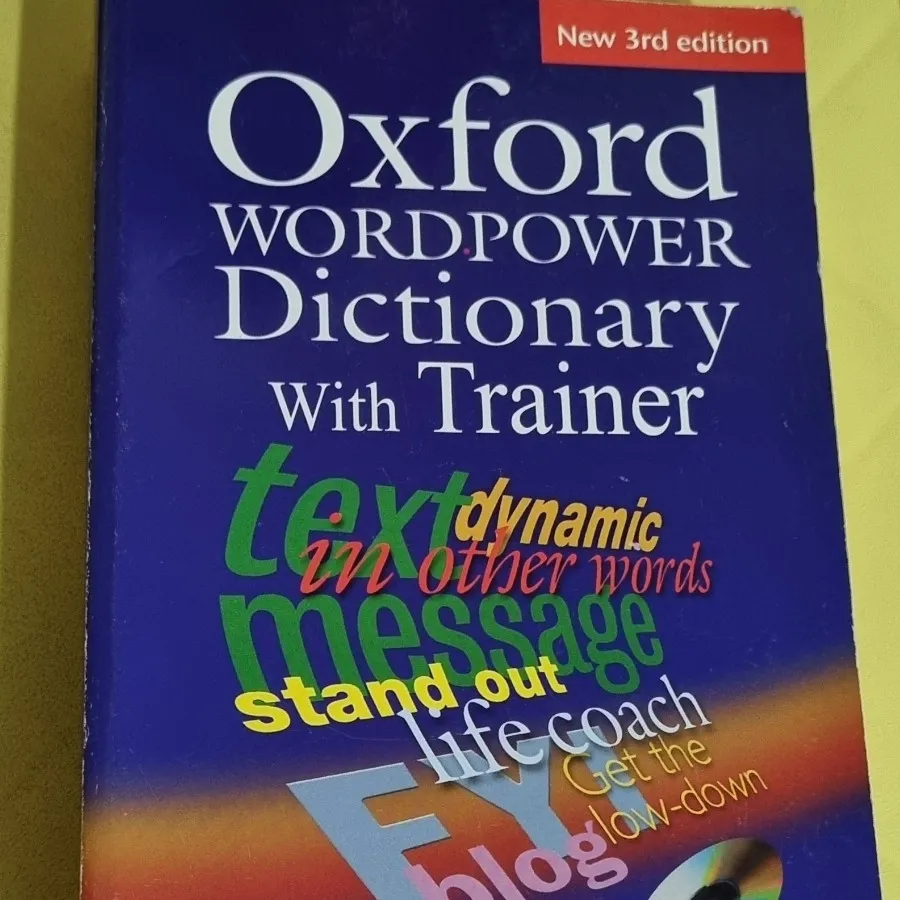 New 3rd edition
Oxford
WORDPOWER
Dictionary
With Trainer
text
dynamic
in other words
message
stand out
life coach
Get the
low-down
FYI
blog